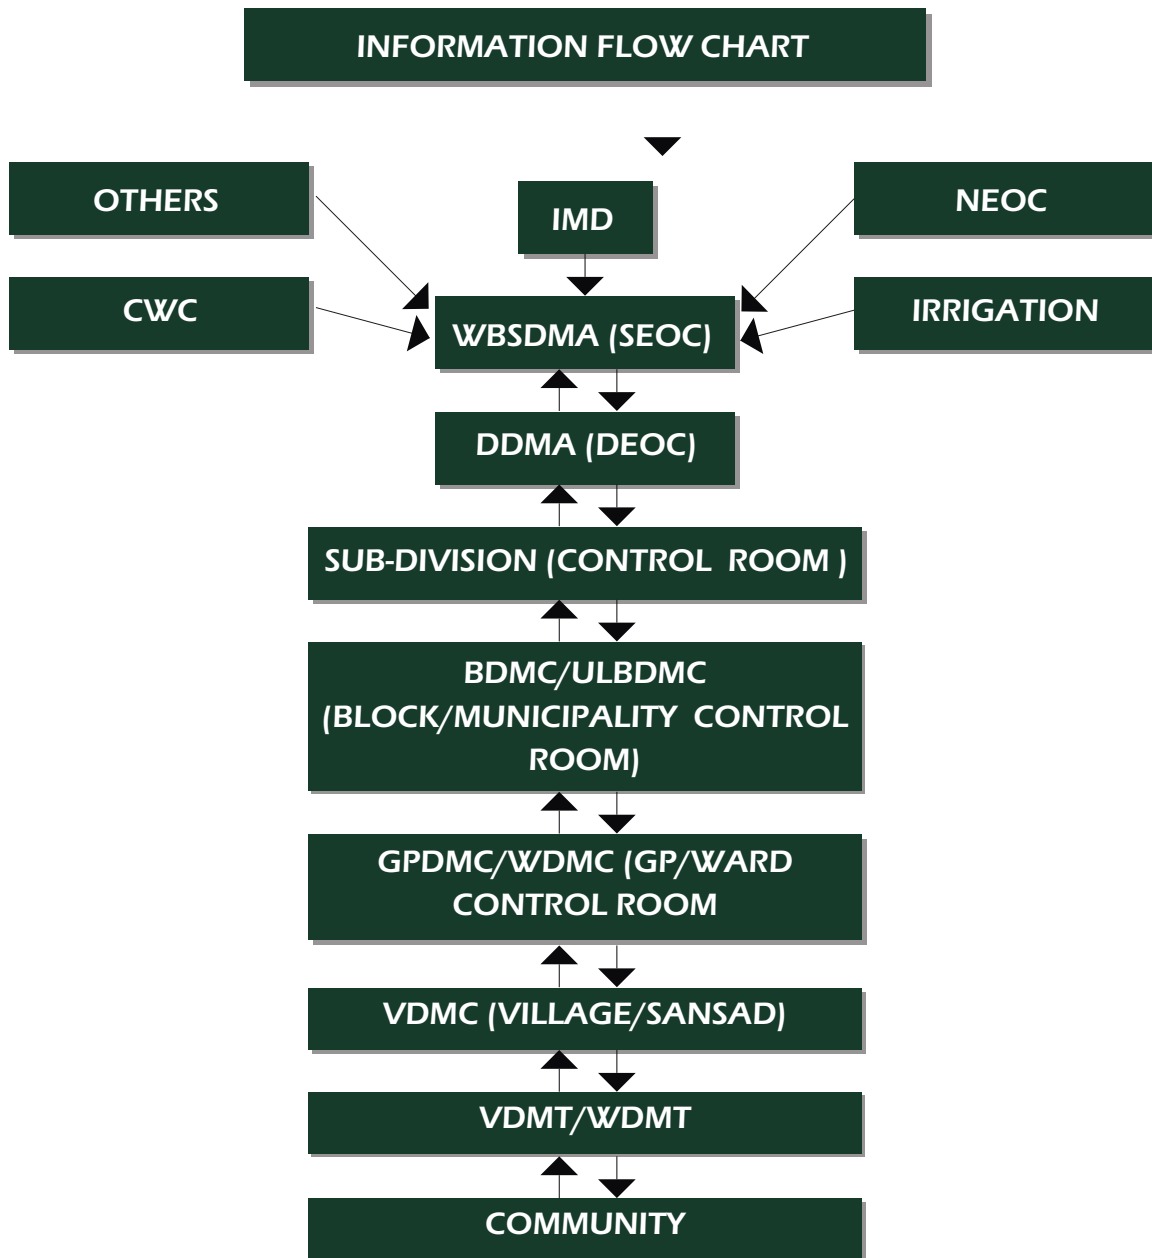 INFORMATION FLOW CHART
OTHERS
IMD
NEOC
CWC
IRRIGATION
WBSDMA (SEOC)
DDMA (DEOC)
SUB-DIVISION (CONTROL ROOM )
BDMC/ULBDMC
(BLOCK/MUNICIPALITY CONTROL
ROOM)
GPDMC/WDMC (GP/WARD
CONTROL ROOM
VDMC (VILLAGE/SANSAD)
VDMT/WDMT
COMMUNITY